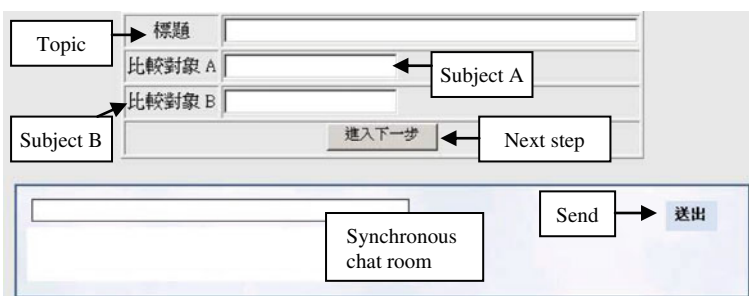 Topic
標題
比較對象 A
Subject A
比較對象 B
Subject B
進入下一步
Next step
Send
送出
Synchronous
chat room